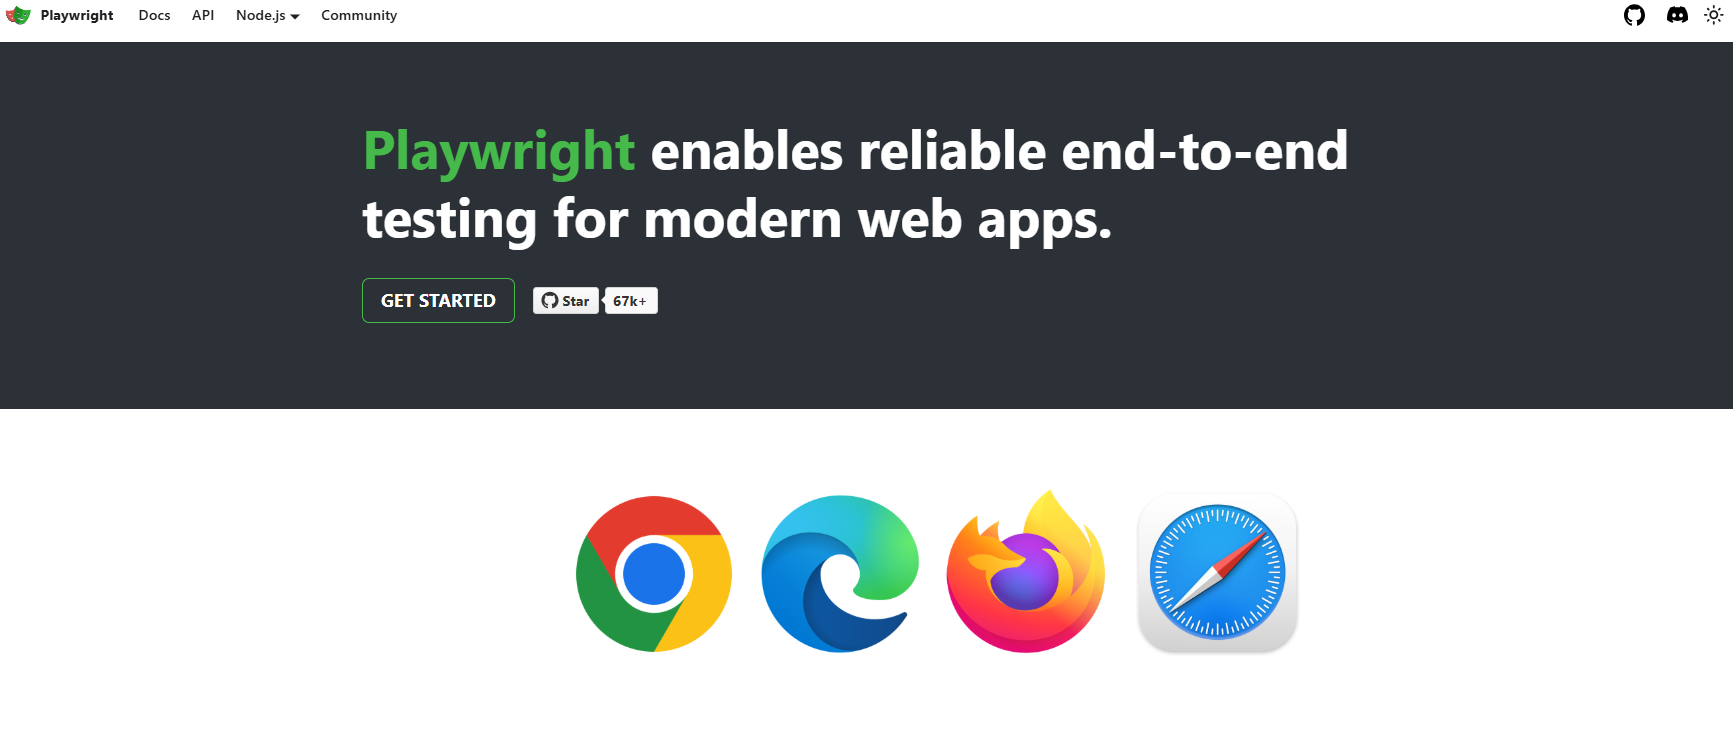 Playwright Docs API Node.js Community
Playwright enables reliable end-to-end
testing for modern web apps.
GET STARTED Star 67k+